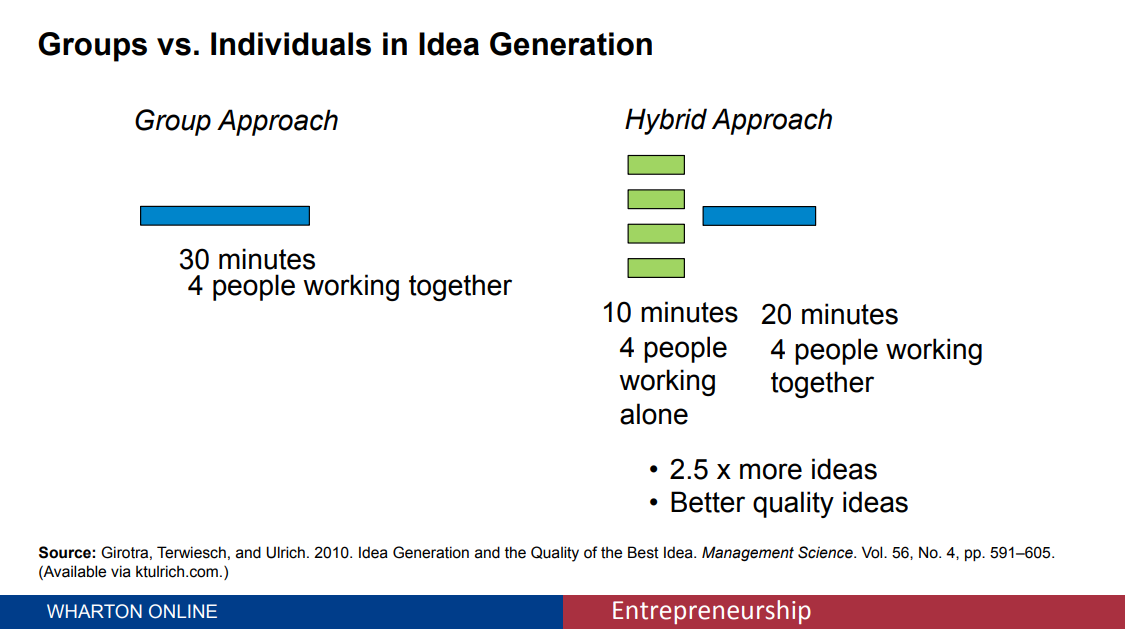 Groups vs. Individuals in Idea Generation
Group Approach
30 minutes
4 people working together
Hybrid Approach
10 minutes
4 people
working
alone
20 minutes
4 people working
together
• 2.5 x more ideas
• Better quality ideas
Source: Girotra, Terwiesch, and Ulrich. 2010. Idea Generation and the Quality of the Best Idea. Management Science. Vol. 56, No. 4, pp. 591–605.
(Available via ktulrich.com.)
WHARTON ONLINE
Entrepreneurship